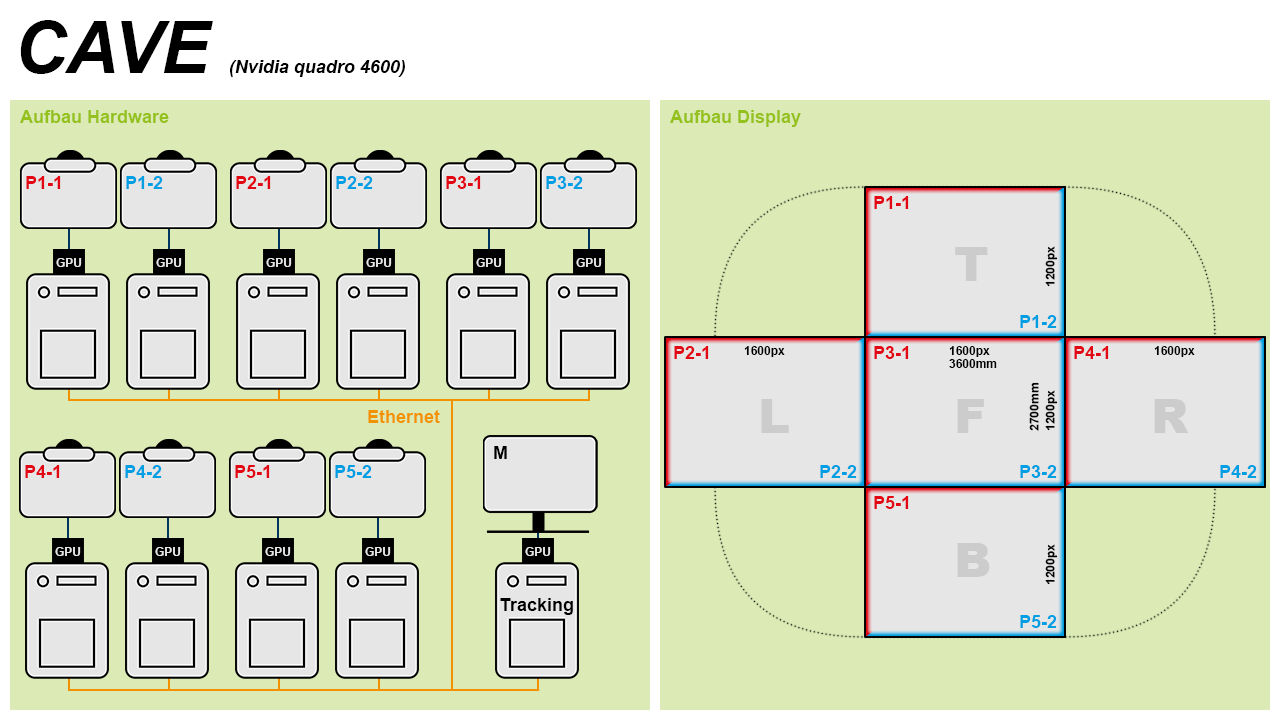 CAVE (Nvidia quadro 4600)
Aufbau Hardware
P1-1 P1-2 P2-1 P2-2 P3-1 P3-2
GPU GPU GPU GPU GPU GPU
Ethernet
P4-1 P4-2 P5-1 P5-2 M
GPU GPU GPU GPU GPU
Tracking
Aufbau Display
P1-1
T
1200px
P1-2
P2-1 1600px
L
P2-2
P3-1 1600px
3600mm
F
2700mm
1200px
P3-2
P4-1 1600px
R
P4-2
P5-1
B
1200px
P5-2